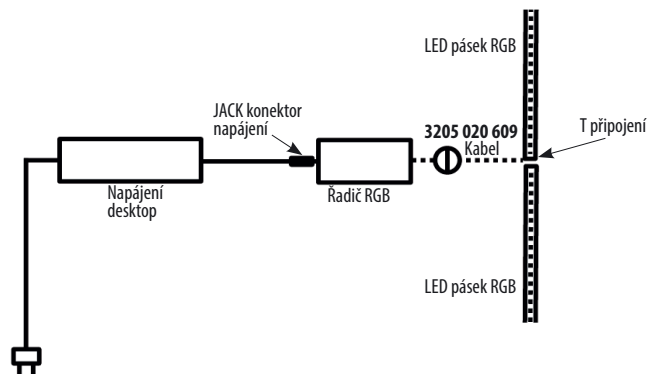 LED pásek RGB
JACK konektor
napájení
3205 020 609
Kabel
T připojení
Napájení
desktop
Řadič RGB
LED pásek RGB